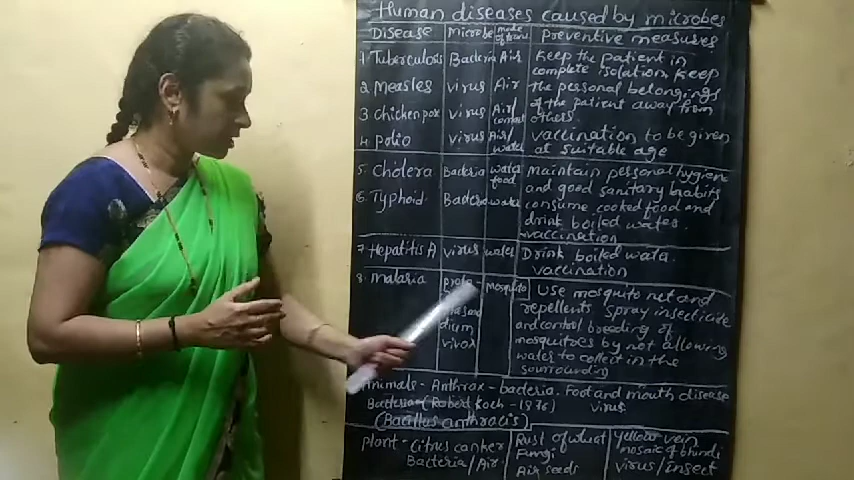 Human diseases caused by microbes
Disease Microbe mode of trans Preventive measures
1 Tuberculosis Bacteria Air Keep the patient in
complete isolation, Keep
2 Measles virus Air the personal belongings
of the patient away from
3 Chickenpox virus Air/contact others.
4 Polio virus Air/water vaccination to be given
at suitable age
5. Cholera Bacteria water food Maintain personal hygiene
and good sanitary habits
6. Typhoid Bacteria water consume cooked food and
drink boiled water.
vaccination
7 Hepatitis A virus water Drink boiled water.
vaccination
8. malaria proto mosquito Use mosquito net and
repellents Spray insecticide
dium and control breeding of
vivax mosquitoes by not allowing
water to collect in the
sourrounding
Animals - Anthrax - bacteria. Foot and mouth disease
Bacteria - (Robert Koch - 1876) virus
(Bacillus anthracis)
plant - Citrus canker Rust of wheat Yellow vein
Fungi mosaic of bhindi
Bacteria / Air Air seeds virus/insect